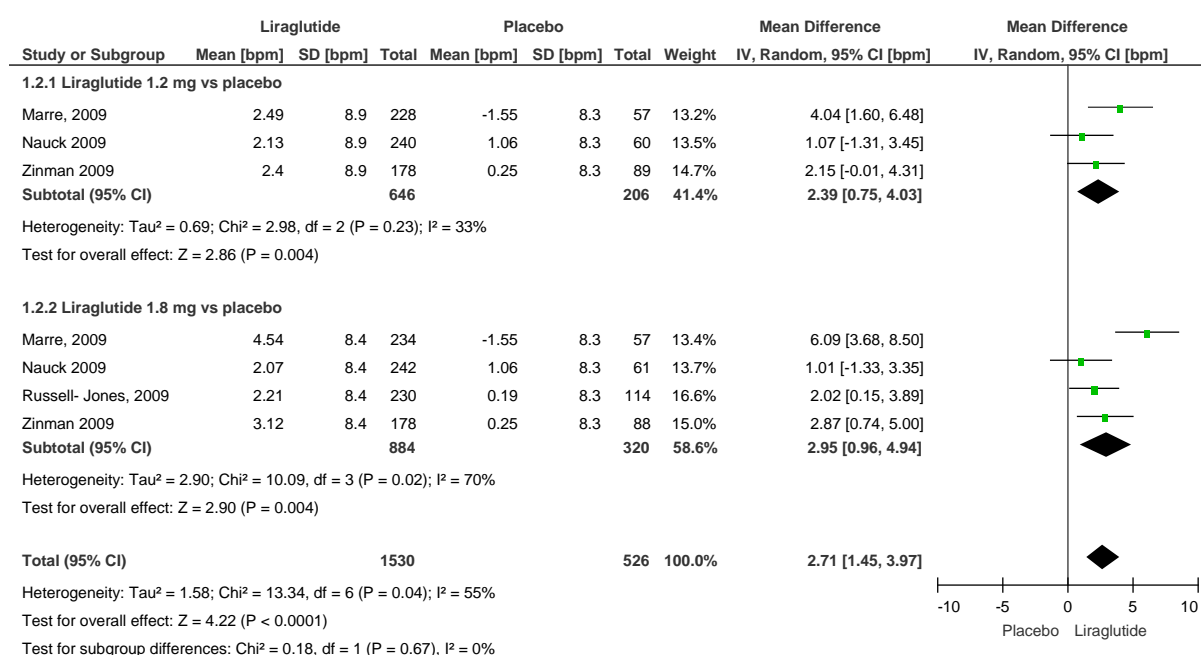 Liraglutide Placebo Mean Difference Mean Difference
Study or Subgroup Mean [bpm] SD [bpm] Total Mean [bpm] SD [bpm] Total Weight IV, Random, 95% CI [bpm] IV, Random, 95% CI [bpm]
1.2.1 Liraglutide 1.2 mg vs placebo
Marre, 2009 2.49 8.9 228 -1.55 8.3 57 13.2% 4.04 [1.60, 6.48]
Nauck 2009 2.13 8.9 240 1.06 8.3 60 13.5% 1.07 [-1.31, 3.45]
Zinman 2009 2.4 8.9 178 0.25 8.3 89 14.7% 2.15 [-0.01, 4.31]
Subtotal (95% CI) 646 206 41.4% 2.39 [0.75, 4.03]
Heterogeneity: Tau² = 0.69; Chi² = 2.98, df = 2 (P = 0.23); I² = 33%
Test for overall effect: Z = 2.86 (P = 0.004)
1.2.2 Liraglutide 1.8 mg vs placebo
Marre, 2009 4.54 8.4 234 -1.55 8.3 57 13.4% 6.09 [3.68, 8.50]
Nauck 2009 2.07 8.4 242 1.06 8.3 61 13.7% 1.01 [-1.33, 3.35]
Russell- Jones, 2009 2.21 8.4 230 0.19 8.3 114 16.6% 2.02 [0.15, 3.89]
Zinman 2009 3.12 8.4 178 0.25 8.3 88 15.0% 2.87 [0.74, 5.00]
Subtotal (95% CI) 884 320 58.6% 2.95 [0.96, 4.94]
Heterogeneity: Tau² = 2.90; Chi² = 10.09, df = 3 (P = 0.02); I² = 70%
Test for overall effect: Z = 2.90 (P = 0.004)
Total (95% CI) 1530 526 100.0% 2.71 [1.45, 3.97]
Heterogeneity: Tau² = 1.58; Chi² = 13.34, df = 6 (P = 0.04); I² = 55%
Test for overall effect: Z = 4.22 (P < 0.0001)
Test for subgroup differences: Chi² = 0.18, df = 1 (P = 0.67), I² = 0%
-10 -5 0 5 10
Placebo Liraglutide